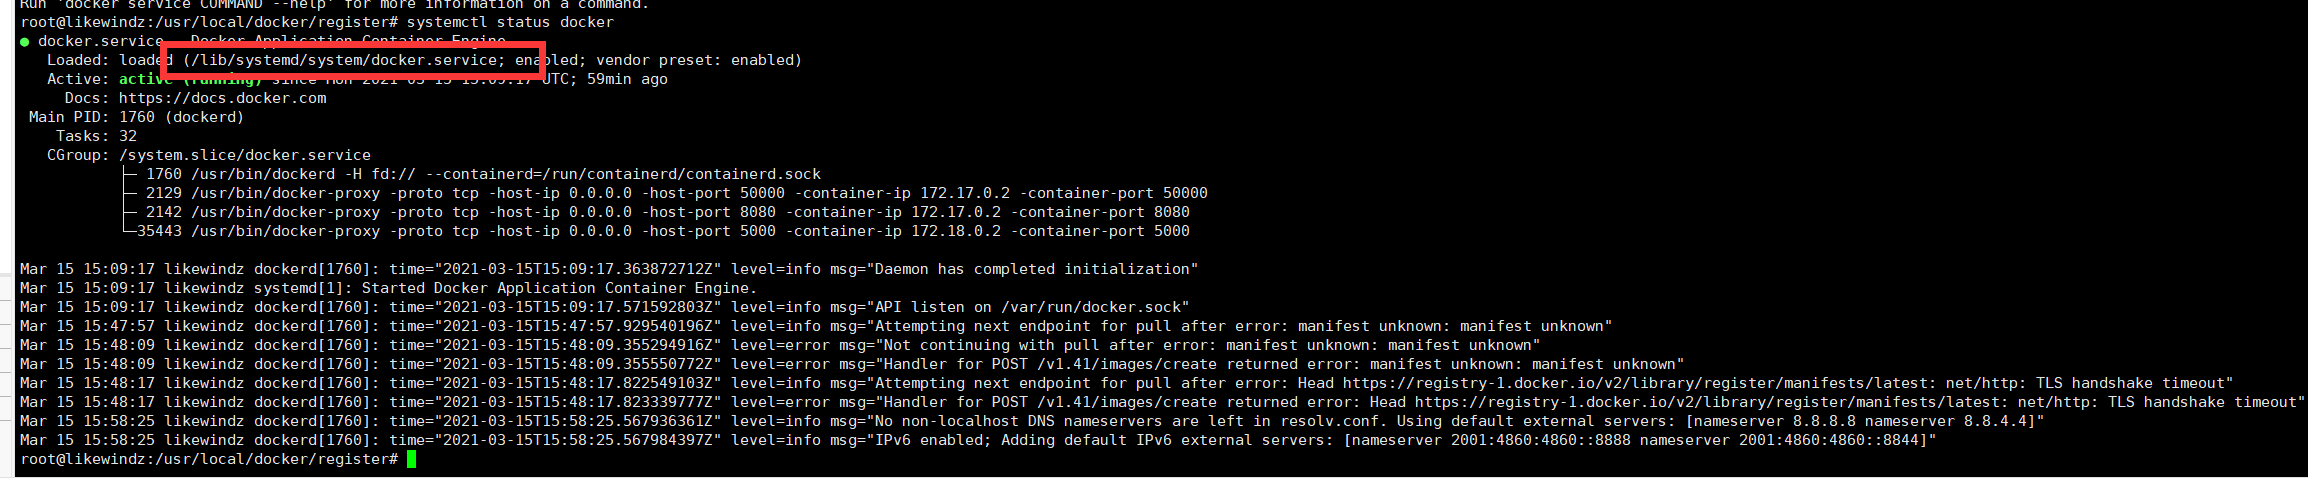 Run 'docker service COMMAND --help' for more information on a command.
root@likewindz:/usr/local/docker/register# systemctl status docker
● docker.service - Docker Application Container Engine
Loaded: loaded (/lib/systemd/system/docker.service; enabled; vendor preset: enabled)
Active: active (running) since Mon 2021-03-15 15:09:17 UTC; 59min ago
Docs: https://docs.docker.com
Main PID: 1760 (dockerd)
Tasks: 32
CGroup: /system.slice/docker.service
├─ 1760 /usr/bin/dockerd -H fd:// --containerd=/run/containerd/containerd.sock
├─ 2129 /usr/bin/docker-proxy -proto tcp -host-ip 0.0.0.0 -host-port 50000 -container-ip 172.17.0.2 -container-port 50000
├─ 2142 /usr/bin/docker-proxy -proto tcp -host-ip 0.0.0.0 -host-port 8080 -container-ip 172.17.0.2 -container-port 8080
└─35443 /usr/bin/docker-proxy -proto tcp -host-ip 0.0.0.0 -host-port 5000 -container-ip 172.18.0.2 -container-port 5000
Mar 15 15:09:17 likewindz dockerd[1760]: time="2021-03-15T15:09:17.363872712Z" level=info msg="Daemon has completed initialization"
Mar 15 15:09:17 likewindz systemd[1]: Started Docker Application Container Engine.
Mar 15 15:09:17 likewindz dockerd[1760]: time="2021-03-15T15:09:17.571592803Z" level=info msg="API listen on /var/run/docker.sock"
Mar 15 15:47:57 likewindz dockerd[1760]: time="2021-03-15T15:47:57.929540196Z" level=info msg="Attempting next endpoint for pull after error: manifest unknown: manifest unknown"
Mar 15 15:48:09 likewindz dockerd[1760]: time="2021-03-15T15:48:09.355294916Z" level=error msg="Not continuing with pull after error: manifest unknown: manifest unknown"
Mar 15 15:48:09 likewindz dockerd[1760]: time="2021-03-15T15:48:09.355550772Z" level=error msg="Handler for POST /v1.41/images/create returned error: manifest unknown: manifest unknown"
Mar 15 15:48:17 likewindz dockerd[1760]: time="2021-03-15T15:48:17.822549103Z" level=info msg="Attempting next endpoint for pull after error: Head https://registry-1.docker.io/v2/library/register/manifests/latest: net/http: TLS handshake timeout"
Mar 15 15:48:17 likewindz dockerd[1760]: time="2021-03-15T15:48:17.823339777Z" level=error msg="Handler for POST /v1.41/images/create returned error: Head https://registry-1.docker.io/v2/library/register/manifests/latest: net/http: TLS handshake timeout"
Mar 15 15:58:25 likewindz dockerd[1760]: time="2021-03-15T15:58:25.567936361Z" level=info msg="No non-localhost DNS nameservers are left in resolv.conf. Using default external servers: [nameserver 8.8.8.8 nameserver 8.8.4.4]"
Mar 15 15:58:25 likewindz dockerd[1760]: time="2021-03-15T15:58:25.567984397Z" level=info msg="IPv6 enabled; Adding default IPv6 external servers: [nameserver 2001:4860:4860::8888 nameserver 2001:4860:4860::8844]"
root@likewindz:/usr/local/docker/register#